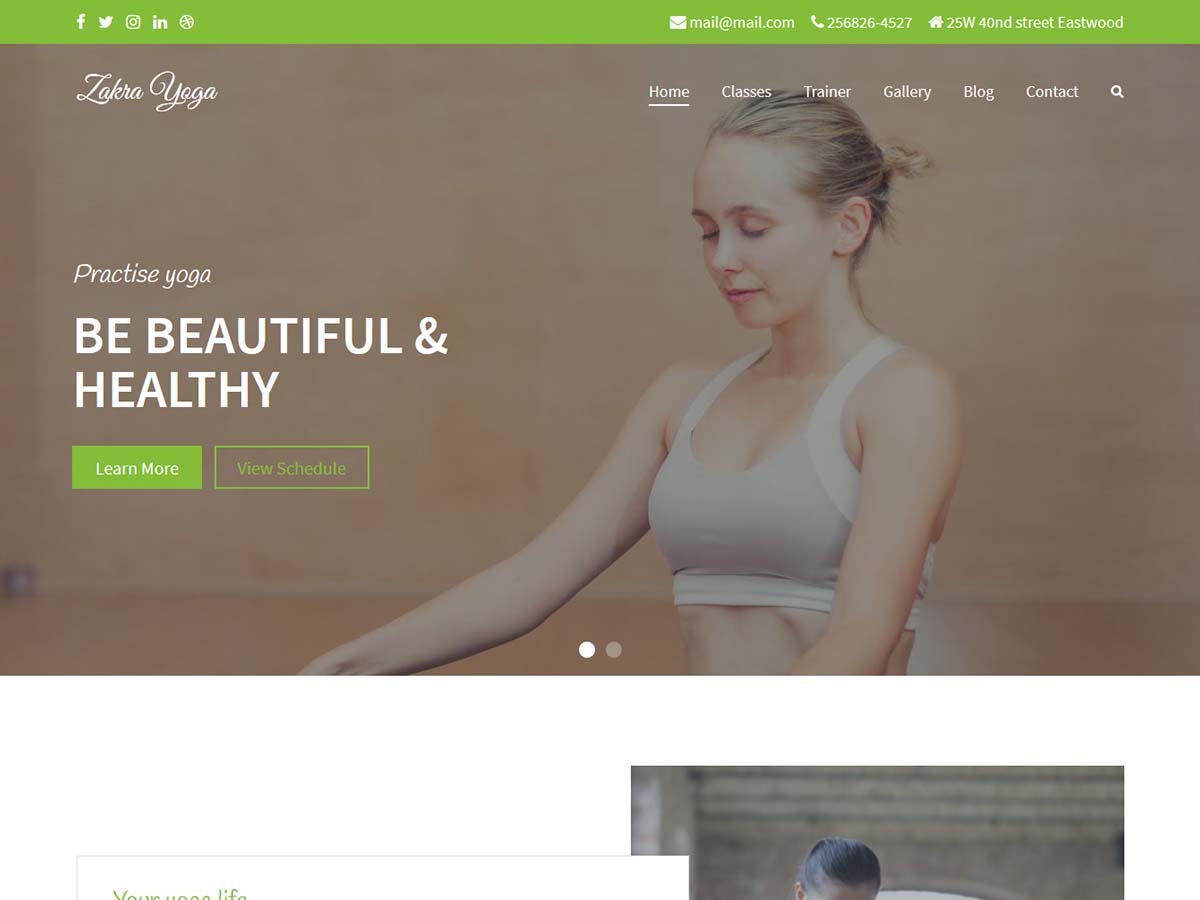 mail@mail.com 256826-4527 25W 40nd street Eastwood
Zakra Yoga
Home Classes Trainer Gallery Blog Contact
Practise yoga
BE BEAUTIFUL &
HEALTHY
Learn More View Schedule
Your yoga life